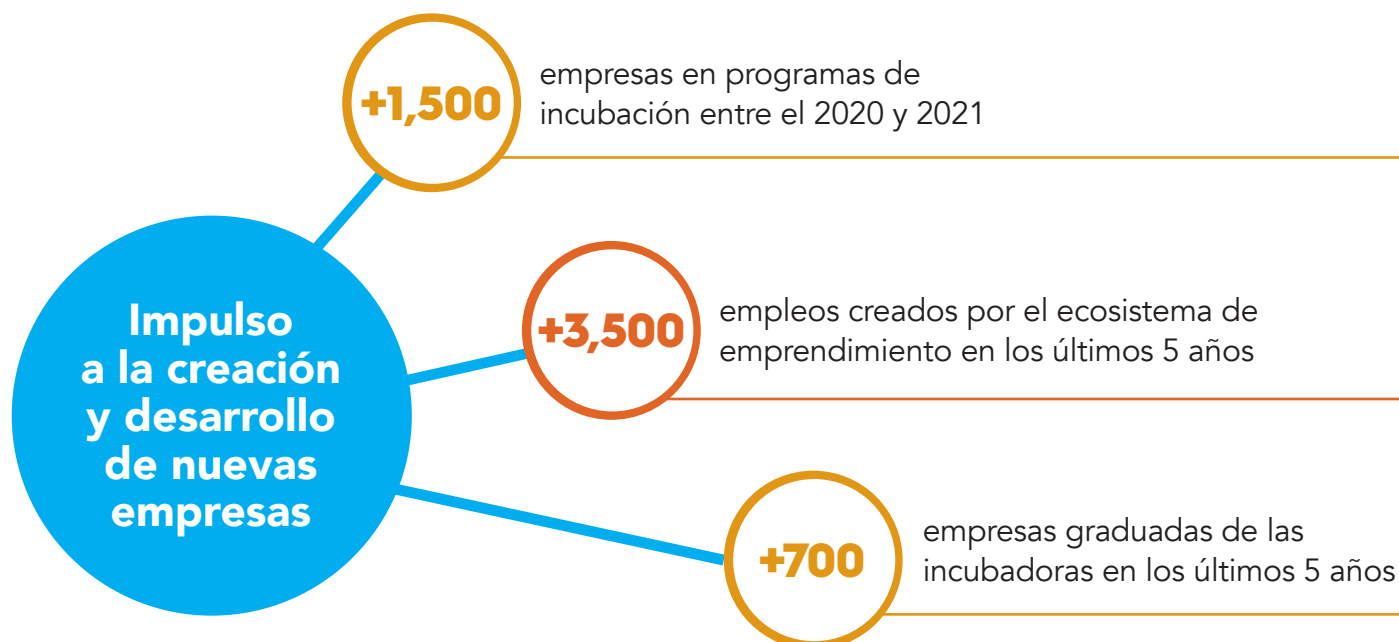 +1,500
empresas en programas de
incubación entre el 2020 y 2021
Impulso
a la creación
y desarrollo
de nuevas
empresas
+3,500
empleos creados por el ecosistema de
emprendimiento en los últimos 5 años
+700
empresas graduadas de las
incubadoras en los últimos 5 años